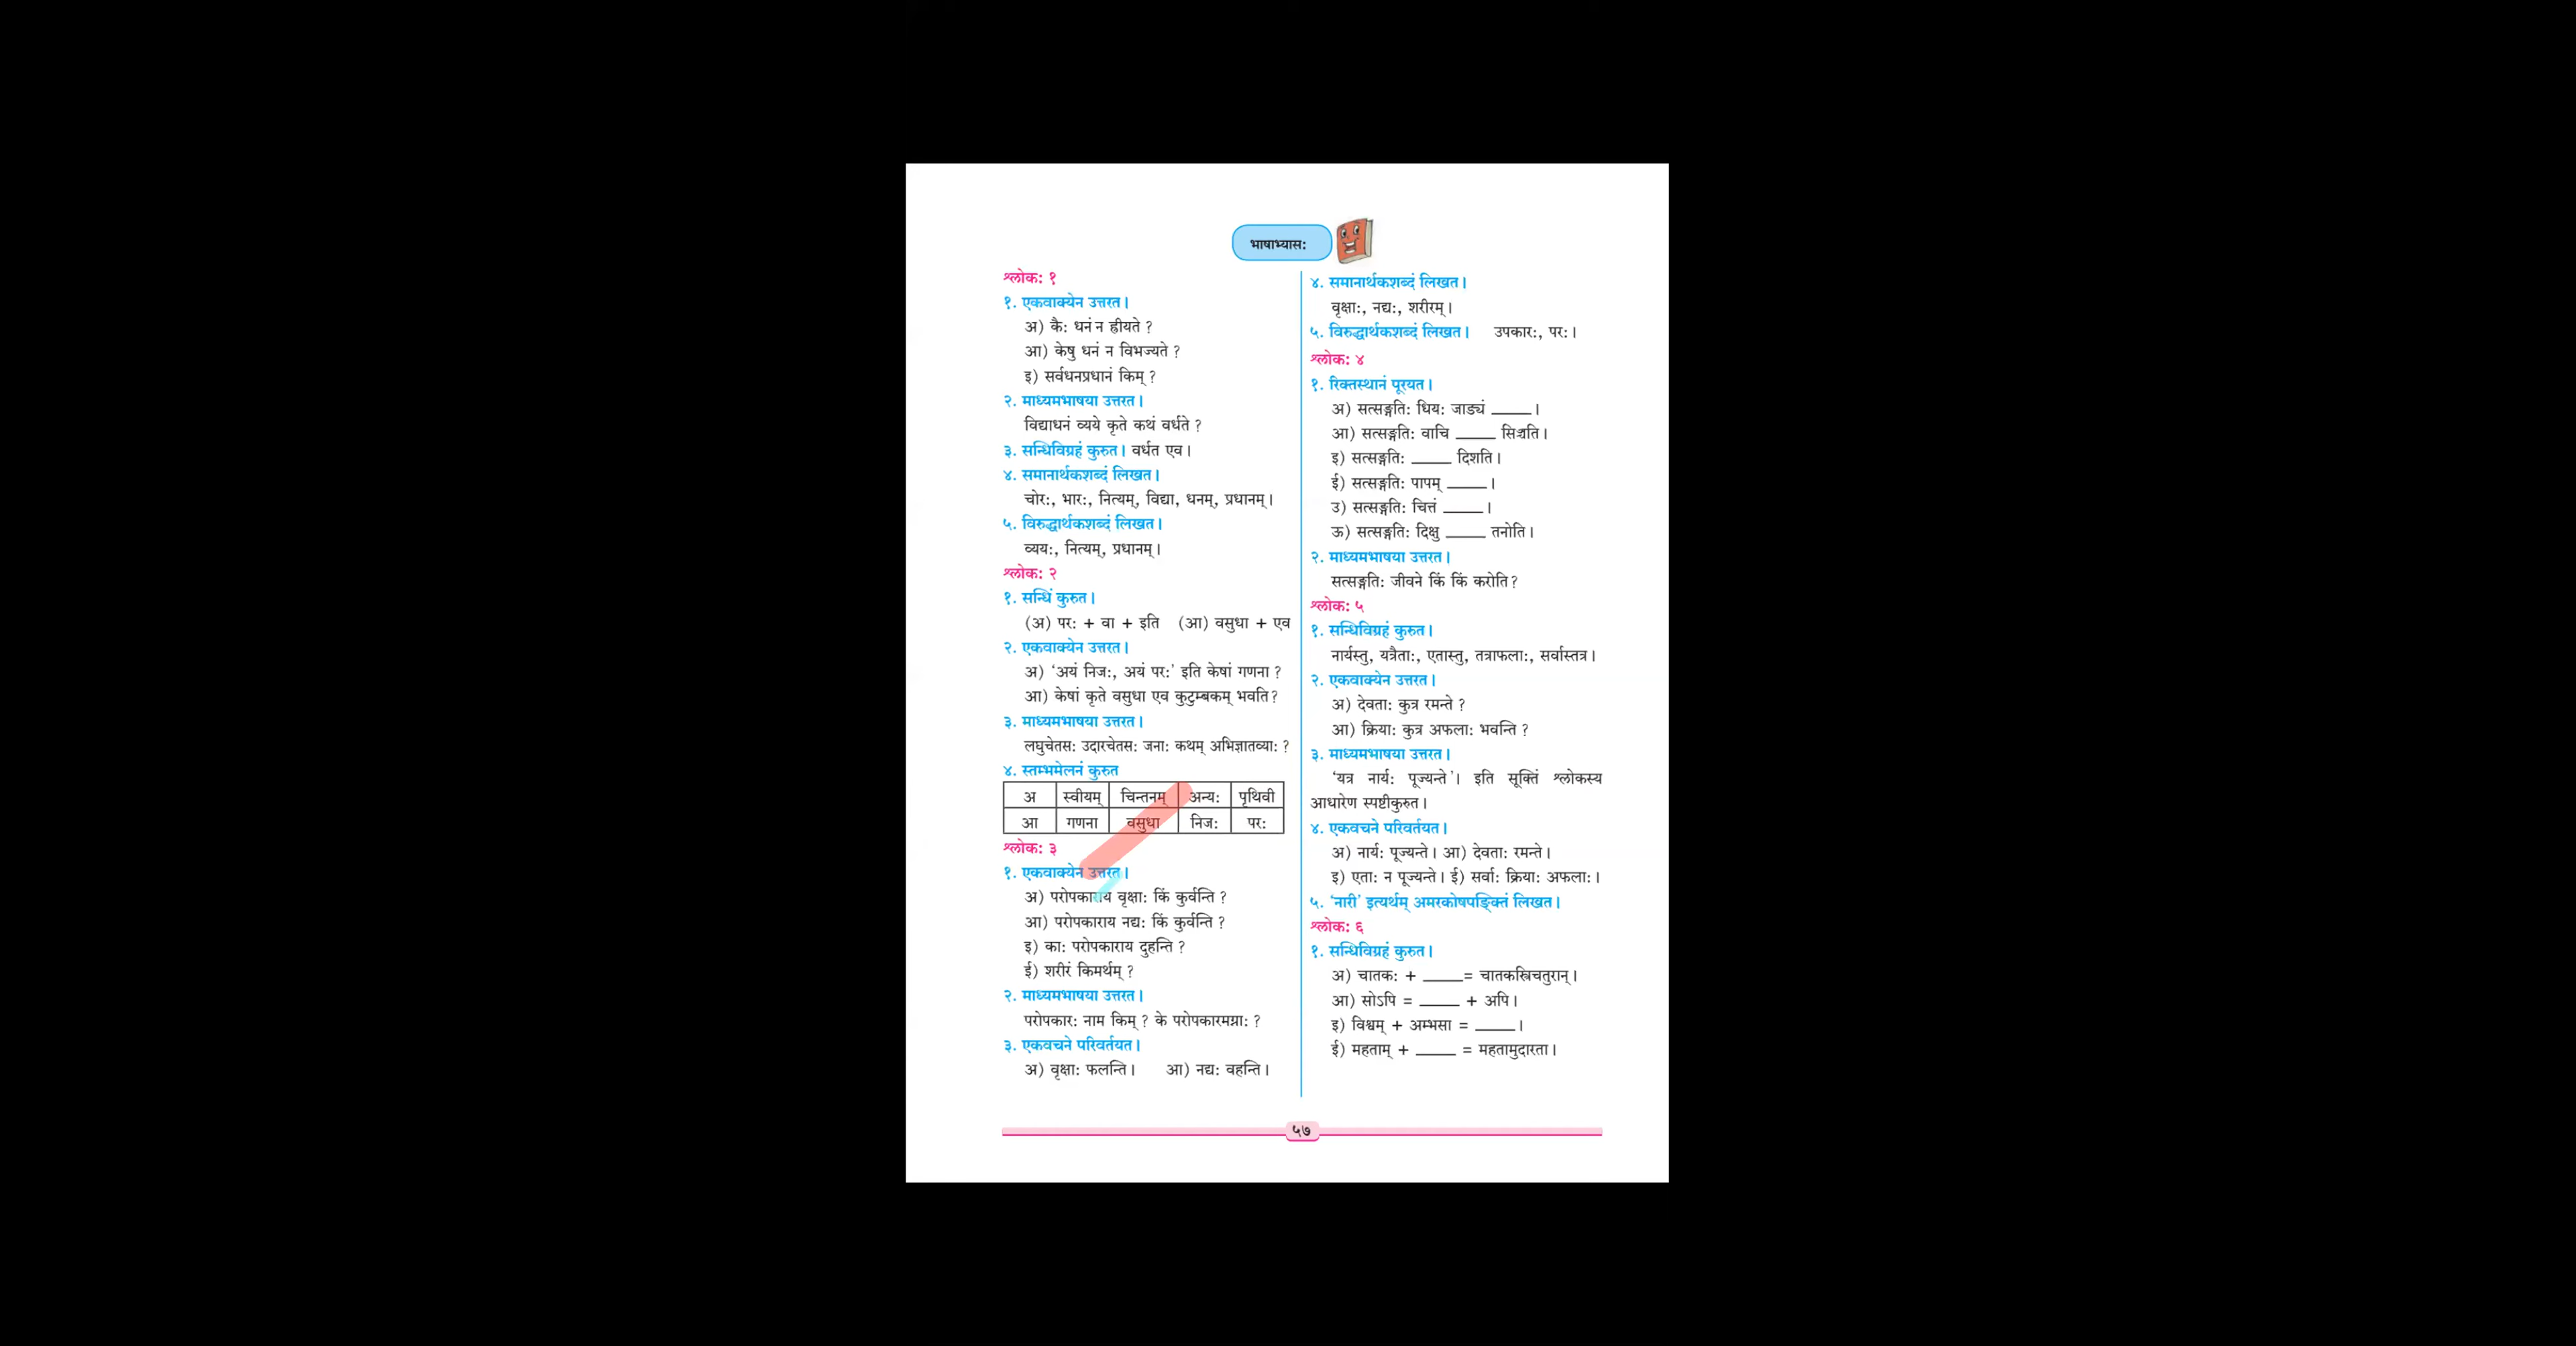 भाषाभ्यासः
श्लोकः १
१. एकवाक्येन उत्तरत।
अ) कैः धनं न ह्रीयते ?
आ) केषु धनं न विभज्यते ?
इ) सर्वधनप्रधानं किम् ?
२. माध्यमभाषया उत्तरत।
विद्याधनं व्यये कृते कथं वर्धते ?
३. सन्धिविग्रहं कुरुत। वर्धत एव।
४. समानार्थकशब्दं लिखत।
चोरः, भारः, नित्यम्, विद्या, धनम्, प्रधानम्।
५. विरुद्धार्थकशब्दं लिखत।
व्ययः, नित्यम्, प्रधानम्।
श्लोकः २
१. सन्धिं कुरुत।
(अ) परः + वा + इति (आ) वसुधा + एव
२. एकवाक्येन उत्तरत।
अ) ‘अयं निजः, अयं परः’ इति केषां गणना ?
आ) केषां कृते वसुधा एव कुटुम्बकम् भवति ?
३. माध्यमभाषया उत्तरत।
लघुचेतसः उदारचेतसः जनाः कथम् अभिज्ञातव्याः ?
४. स्तम्भमेलनं कुरुत
अ स्वीयम् चिन्तनम् अन्यः पृथिवी
आ गणना वसुधा निजः परः
श्लोकः ३
१. एकवाक्येन उत्तरत।
अ) परोपकाराय वृक्षाः किं कुर्वन्ति ?
आ) परोपकाराय नद्यः किं कुर्वन्ति ?
इ) काः परोपकाराय दुहन्ति ?
ई) शरीरं किमर्थम् ?
२. माध्यमभाषया उत्तरत।
परोपकारः नाम किम् ? के परोपकारमग्नाः ?
३. एकवचने परिवर्तयत।
अ) वृक्षाः फलन्ति। आ) नद्यः वहन्ति।
४. समानार्थकशब्दं लिखत।
वृक्षाः, नद्यः, शरीरम्।
५. विरुद्धार्थकशब्दं लिखत। उपकारः, परः।
श्लोकः ४
१. रिक्तस्थानं पूरयत।
अ) सत्सङ्गतिः धियः जाड्यं _____ ।
आ) सत्सङ्गतिः वाचि _____ सिञ्चति।
इ) सत्सङ्गतिः _____ दिशति।
ई) सत्सङ्गतिः पापम् _____ ।
उ) सत्सङ्गतिः चित्तं _____ ।
ऊ) सत्सङ्गतिः दिक्षु _____ तनोति।
२. माध्यमभाषया उत्तरत।
सत्सङ्गतिः जीवने किं किं करोति ?
श्लोकः ५
१. सन्धिविग्रहं कुरुत।
नार्यस्तु, यत्रैताः, एतास्तु, तत्राफलाः, सर्वास्तत्र।
२. एकवाक्येन उत्तरत।
अ) देवताः कुत्र रमन्ते ?
आ) क्रियाः कुत्र अफलाः भवन्ति ?
३. माध्यमभाषया उत्तरत।
‘यत्र नार्यः पूज्यन्ते’। इति सूक्तिं श्लोकस्य
आधारेण स्पष्टीकुरुत।
४. एकवचने परिवर्तयत।
अ) नार्यः पूज्यन्ते। आ) देवताः रमन्ते।
इ) एताः न पूज्यन्ते। ई) सर्वाः क्रियाः अफलाः।
५. ‘नारी’ इत्यर्थम् अमरकोषपङ्क्तिं लिखत।
श्लोकः ६
१. सन्धिविग्रहं कुरुत।
अ) चातकः + _____= चातकस्त्रिचतुरान्।
आ) सोऽपि = _____ + अपि।
इ) विश्वम् + अम्भसा = _____ ।
ई) महताम् + _____ = महतामुदारता।
५७